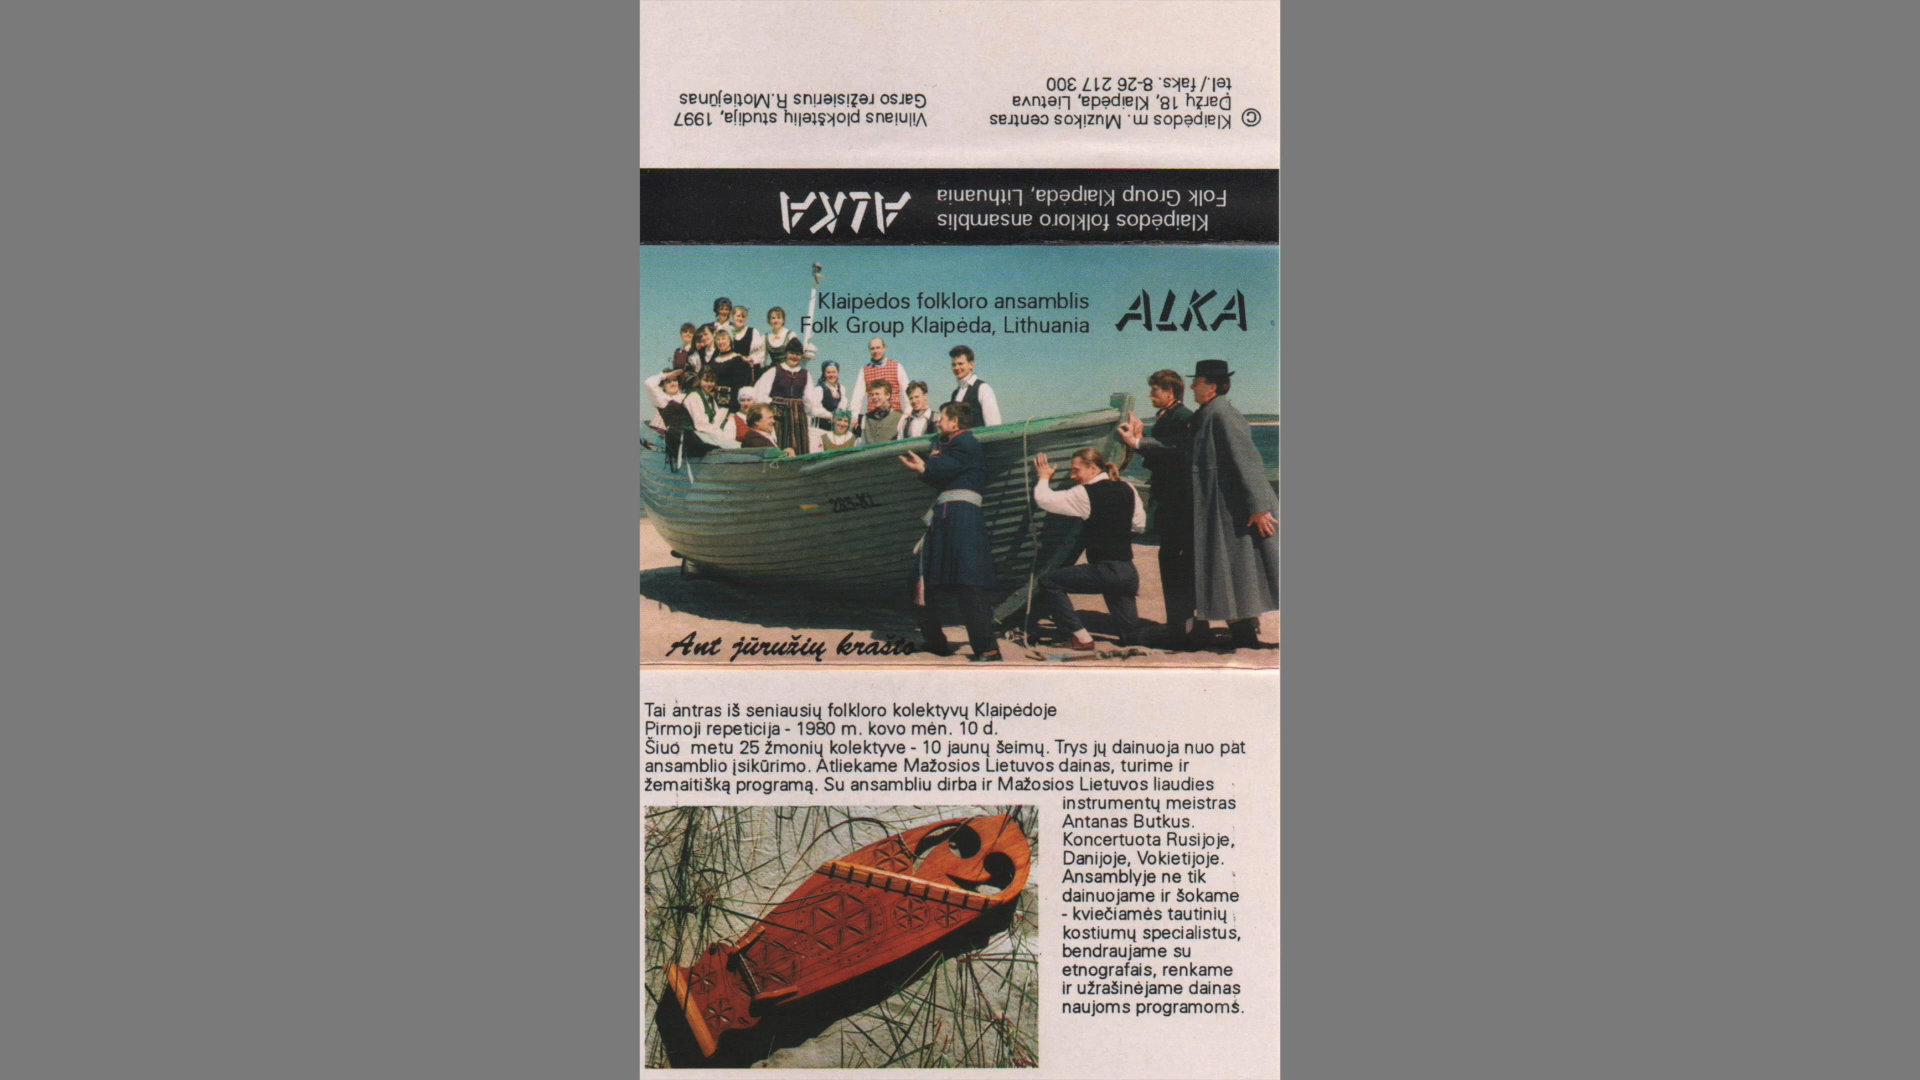 © Klaipėdos m. Muzikos centras
Daržų 18, Klaipėda, Lietuva
tel./ faks. 8-26 217 300
Vilniaus plokštelių studija, 1997
Garso režisierius R.Motiejūnas
Klaipėdos folkloro ansamblis
Folk Group Klaipėda, Lithuania
ALKA
Klaipėdos folkloro ansamblis
Folk Group Klaipėda, Lithuania
ALKA
283-KL
Ant jūružių krašto
Tai antras iš seniausių folkloro kolektyvų Klaipėdoje
Pirmoji repeticija - 1980 m. kovo mėn. 10 d.
Šiuo metu 25 žmonių kolektyve - 10 jaunų šeimų. Trys jų dainuoja nuo pat
ansamblio įsikūrimo. Atliekame Mažosios Lietuvos dainas, turime ir
žemaitišką programą. Su ansambliu dirba ir Mažosios Lietuvos liaudies
instrumentų meistras
Antanas Butkus.
Koncertuota Rusijoje,
Danijoje, Vokietijoje.
Ansamblyje ne tik
dainuojame ir šokame
- kviečiamės tautinių
kostiumų specialistus,
bendraujame su
etnografais, renkame
ir užrašinėjame dainas
naujoms programoms.